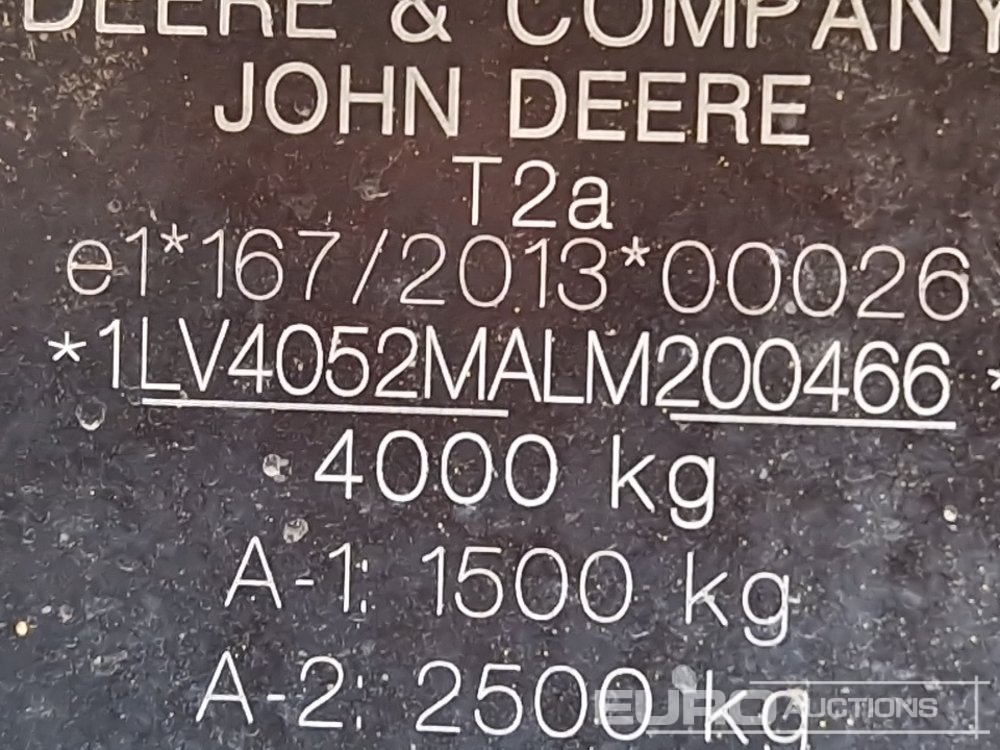 DEERE & COMPANY
JOHN DEERE
T2a
e1*167/2013*00026
*1LV4052MALM200466*
4000 kg
A-1: 1500 kg
A-2: 2500 kg
EURO AUCTIONS